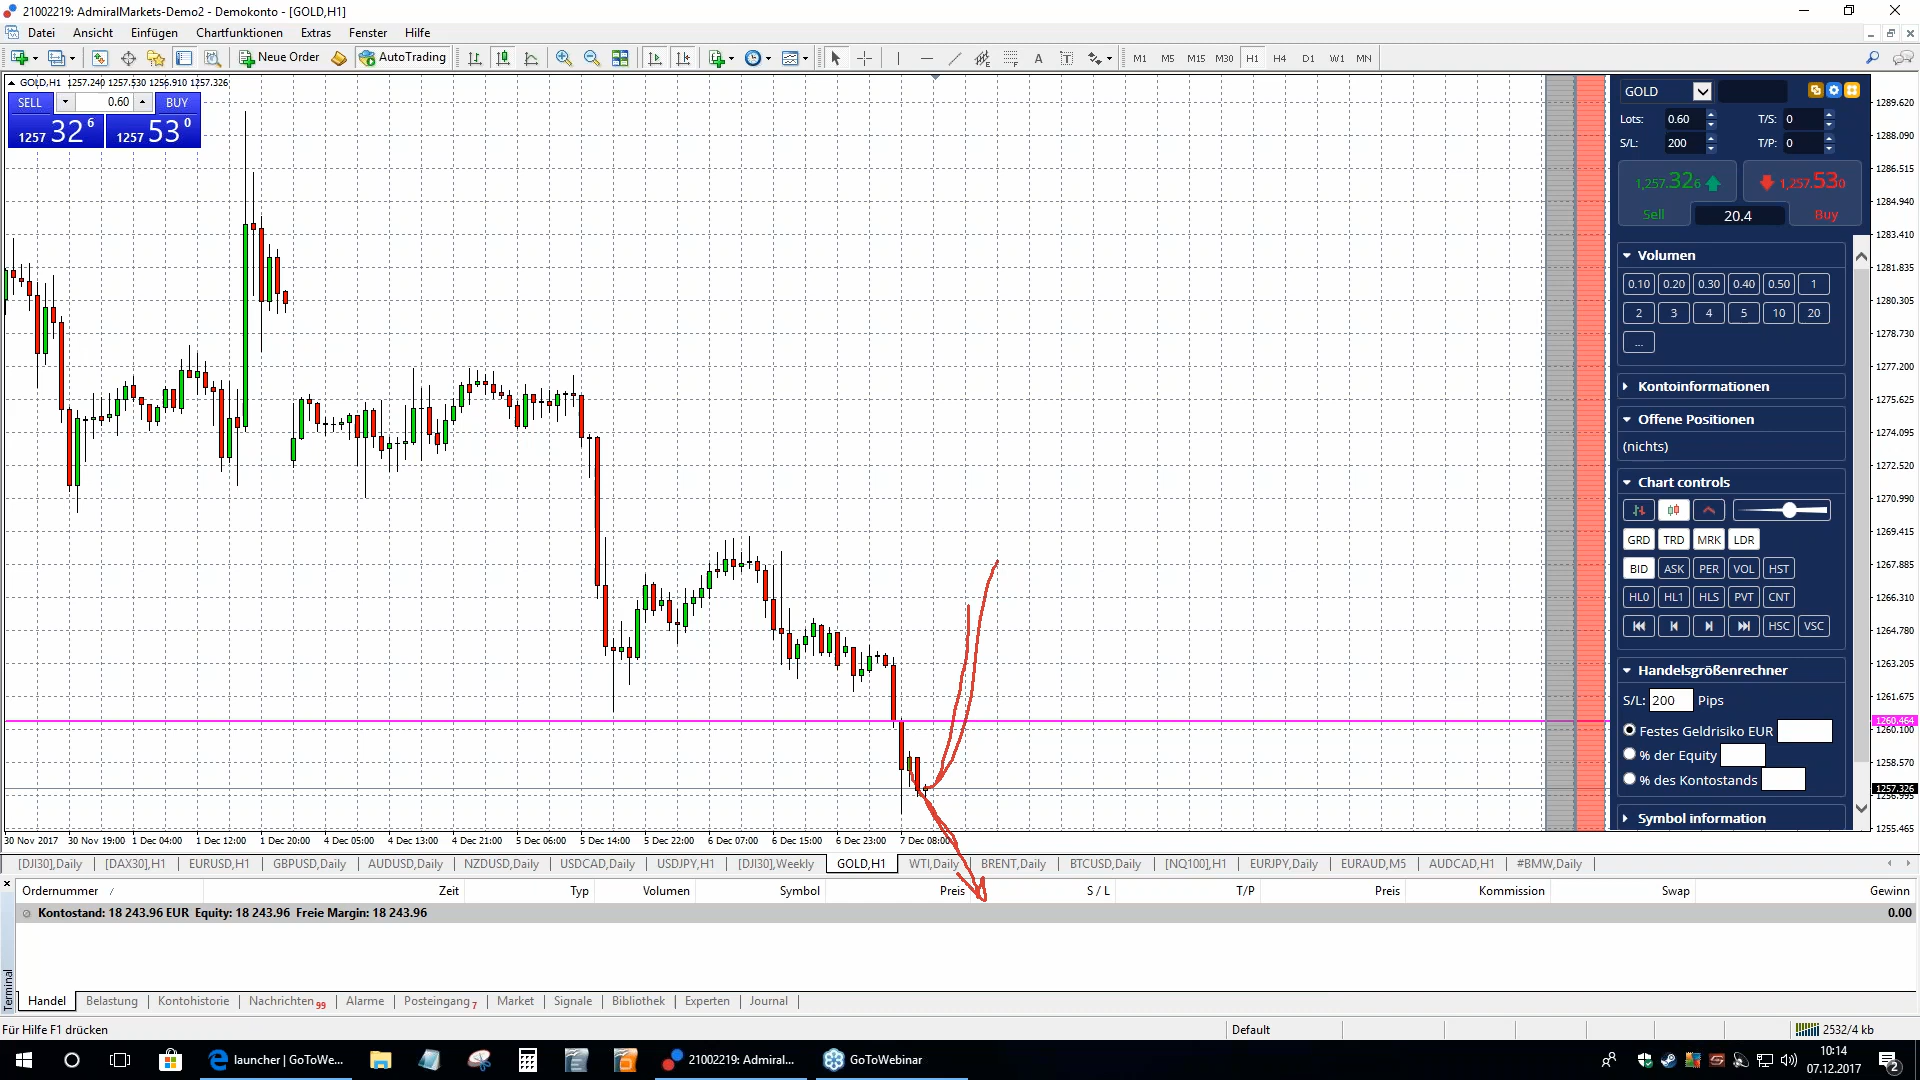 21002219: AdmiralMarkets-Demo2 - Demokonto - [GOLD,H1]
Datei Ansicht Einfügen Chartfunktionen Extras Fenster Hilfe
Neue Order AutoTrading A T M1 M5 M15 M30 H1 H4 D1 W1 MN
GOLD,H1 1257.240 1257.530 1256.910 1257.326
SELL 0.60 BUY
1257 32 6 1257 53 0
1289.620
1288.090
1286.515
1284.940
1283.410
1281.835
1280.305
1278.730
1277.200
1275.625
1274.095
1272.520
1270.990
1269.415
1267.885
1266.310
1264.780
1263.205
1261.675
1260.464
1260.100
1258.570
1257.326
1256.995
1255.465
GOLD
Lots: 0.60 T/S: 0
S/L: 200 T/P: 0
1,257.326 1,257.530
Sell 20.4 Buy
Volumen
0.10 0.20 0.30 0.40 0.50 1
2 3 4 5 10 20
...
Kontoinformationen
Offene Positionen
(nichts)
Chart controls
GRD TRD MRK LDR
BID ASK PER VOL HST
HL0 HL1 HLS PVT CNT
HSC VSC
Handelsgrößenrechner
S/L: 200 Pips
Festes Geldrisiko EUR
% der Equity
% des Kontostands
Symbol information
30 Nov 2017 30 Nov 19:00 1 Dec 04:00 1 Dec 12:00 1 Dec 20:00 4 Dec 05:00 4 Dec 13:00 4 Dec 21:00 5 Dec 06:00 5 Dec 14:00 5 Dec 22:00 6 Dec 07:00 6 Dec 15:00 6 Dec 23:00 7 Dec 08:00
[DJI30],Daily [DAX30],H1 EURUSD,H1 GBPUSD,Daily AUDUSD,Daily NZDUSD,Daily USDCAD,Daily USDJPY,H1 [DJI30],Weekly GOLD,H1 WTI,Daily BRENT,Daily BTCUSD,Daily [NQ100],H1 EURJPY,Daily EURAUD,M5 AUDCAD,H1 #BMW,Daily
Ordernummer / Zeit Typ Volumen Symbol Preis S / L T/P Preis Kommission Swap Gewinn
Kontostand: 18 243.96 EUR Equity: 18 243.96 Freie Margin: 18 243.96 0.00
Terminal
Handel Belastung Kontohistorie Nachrichten 99 Alarme Posteingang 7 Market Signale Bibliothek Experten Journal
Für Hilfe F1 drücken Default 2532/4 kb
launcher | GoToWe... 21002219: Admiral... GoToWebinar
10:14
07.12.2017
2